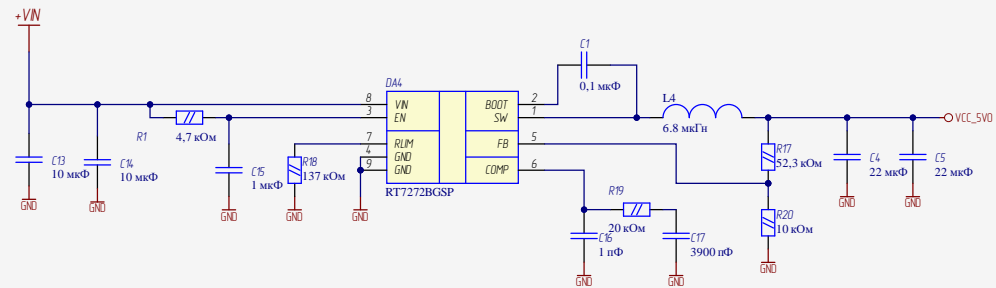 +VIN
C1
0,1 мкФ
DA4
8
VIN
BOOT
2
3
EN
SW
1
L4
6.8 мкГн
VCC_5V0
R1
4,7 кОм
7
RLIM
FB
5
4
GND
9
GND
COMP
6
RT7272BGSP
C13
10 мкФ
C14
10 мкФ
C15
1 мкФ
R18
137 кОм
R17
52,3 кОм
C4
22 мкФ
C5
22 мкФ
R19
20 кОм
R20
10 кОм
C16
1 пФ
C17
3900 пФ
GND
GND
GND
GND
GND
GND
GND
GND
GND
GND